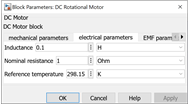 Block Parameters: DC Rotational Motor
DC Motor
DC Motor block
mechanical parameters electrical parameters EMF param
Inductance 0.1 H
Nominal resistance 1 Ohm
Reference temperature 298.15 K
OK Cancel Help Apply